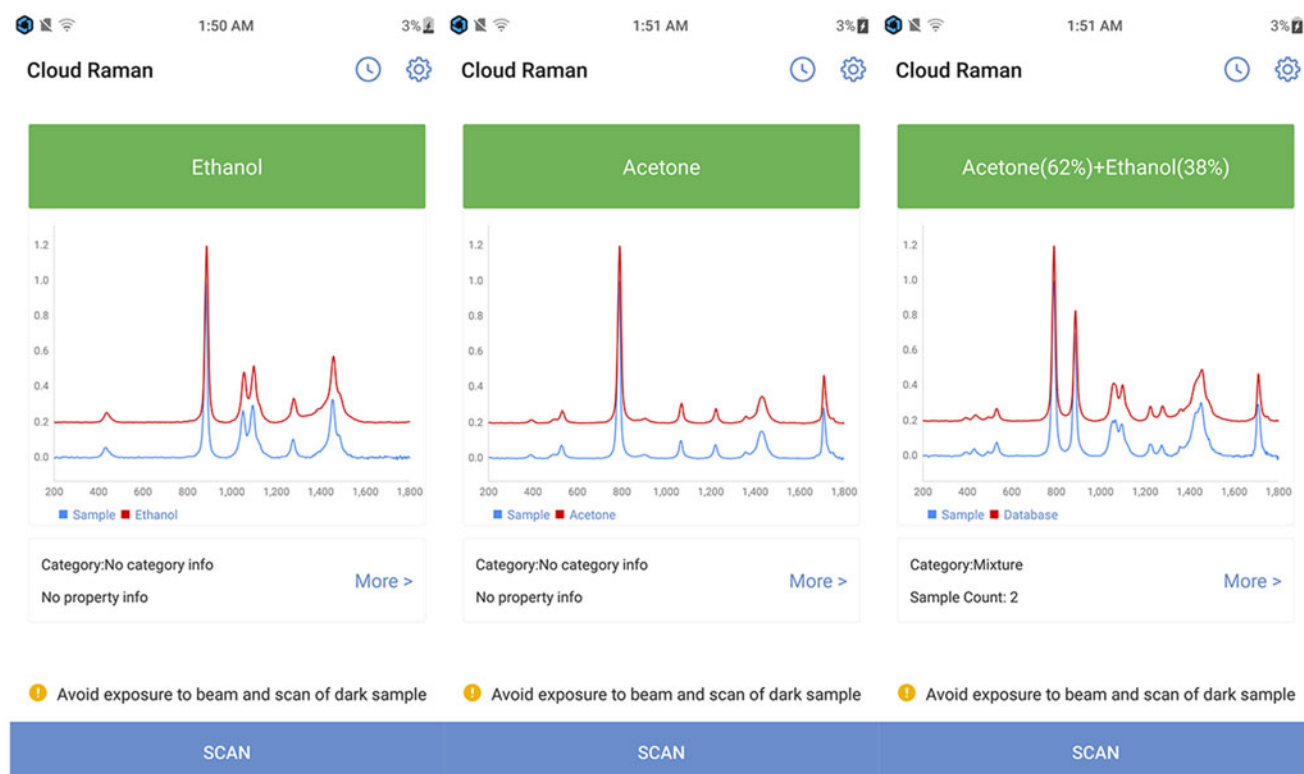 1:50 AM 3%
Cloud Raman
Ethanol
1.2
1.0
0.8
0.6
0.4
0.2
0.0
200 400 600 800 1,000 1,200 1,400 1,600 1,800
Sample Ethanol
Category:No category info
No property info
More >
! Avoid exposure to beam and scan of dark sample
SCAN
1:51 AM 3%
Cloud Raman
Acetone
1.2
1.0
0.8
0.6
0.4
0.2
0.0
200 400 600 800 1,000 1,200 1,400 1,600 1,800
Sample Acetone
Category:No category info
No property info
More >
! Avoid exposure to beam and scan of dark sample
SCAN
1:51 AM 3%
Cloud Raman
Acetone(62%)+Ethanol(38%)
1.2
1.0
0.8
0.6
0.4
0.2
0.0
200 400 600 800 1,000 1,200 1,400 1,600 1,800
Sample Database
Category:Mixture
Sample Count: 2
More >
! Avoid exposure to beam and scan of dark sample
SCAN